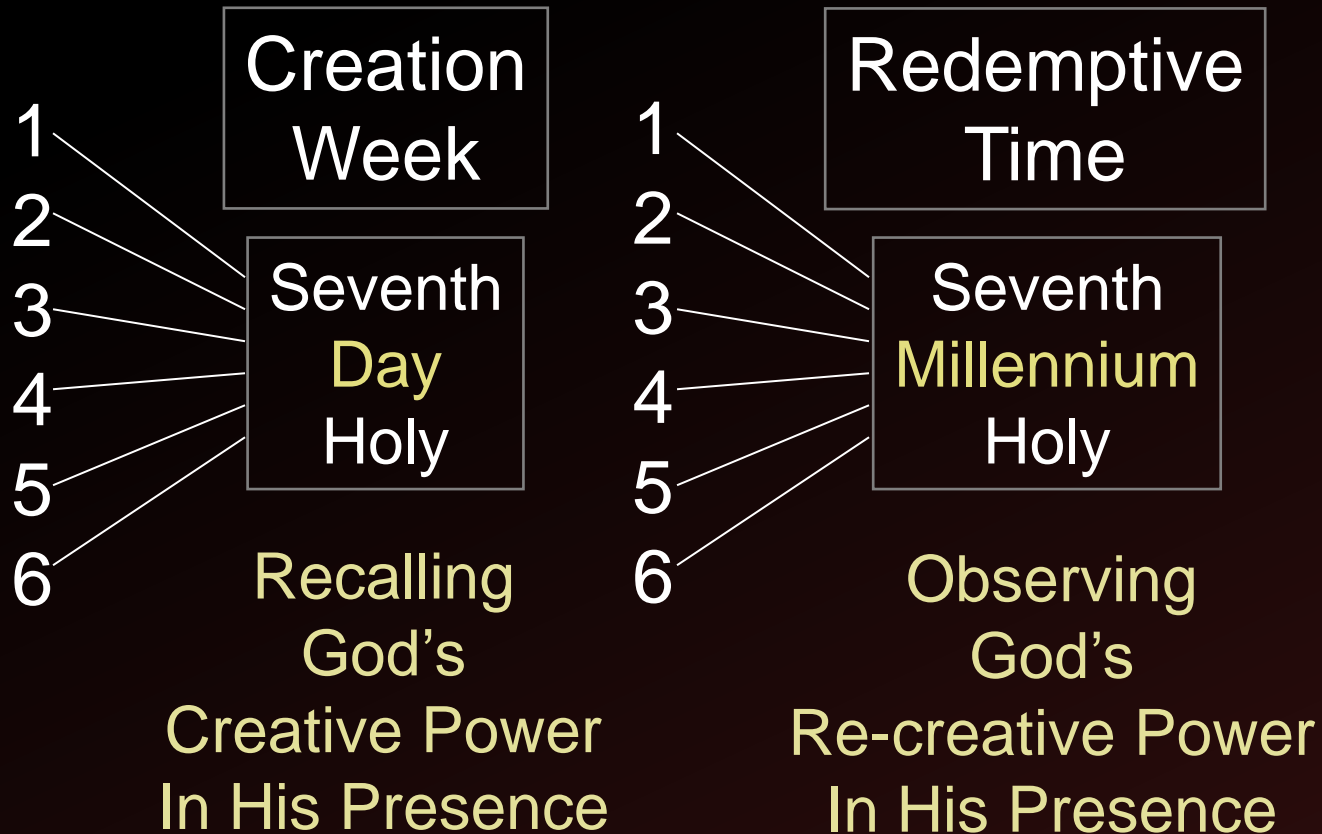 Creation
Week
1
2
3
4
5
6
Seventh
Day
Holy
Recalling
God’s
Creative Power
In His Presence
Redemptive
Time
1
2
3
4
5
6
Seventh
Millennium
Holy
Observing
God’s
Re-creative Power
In His Presence